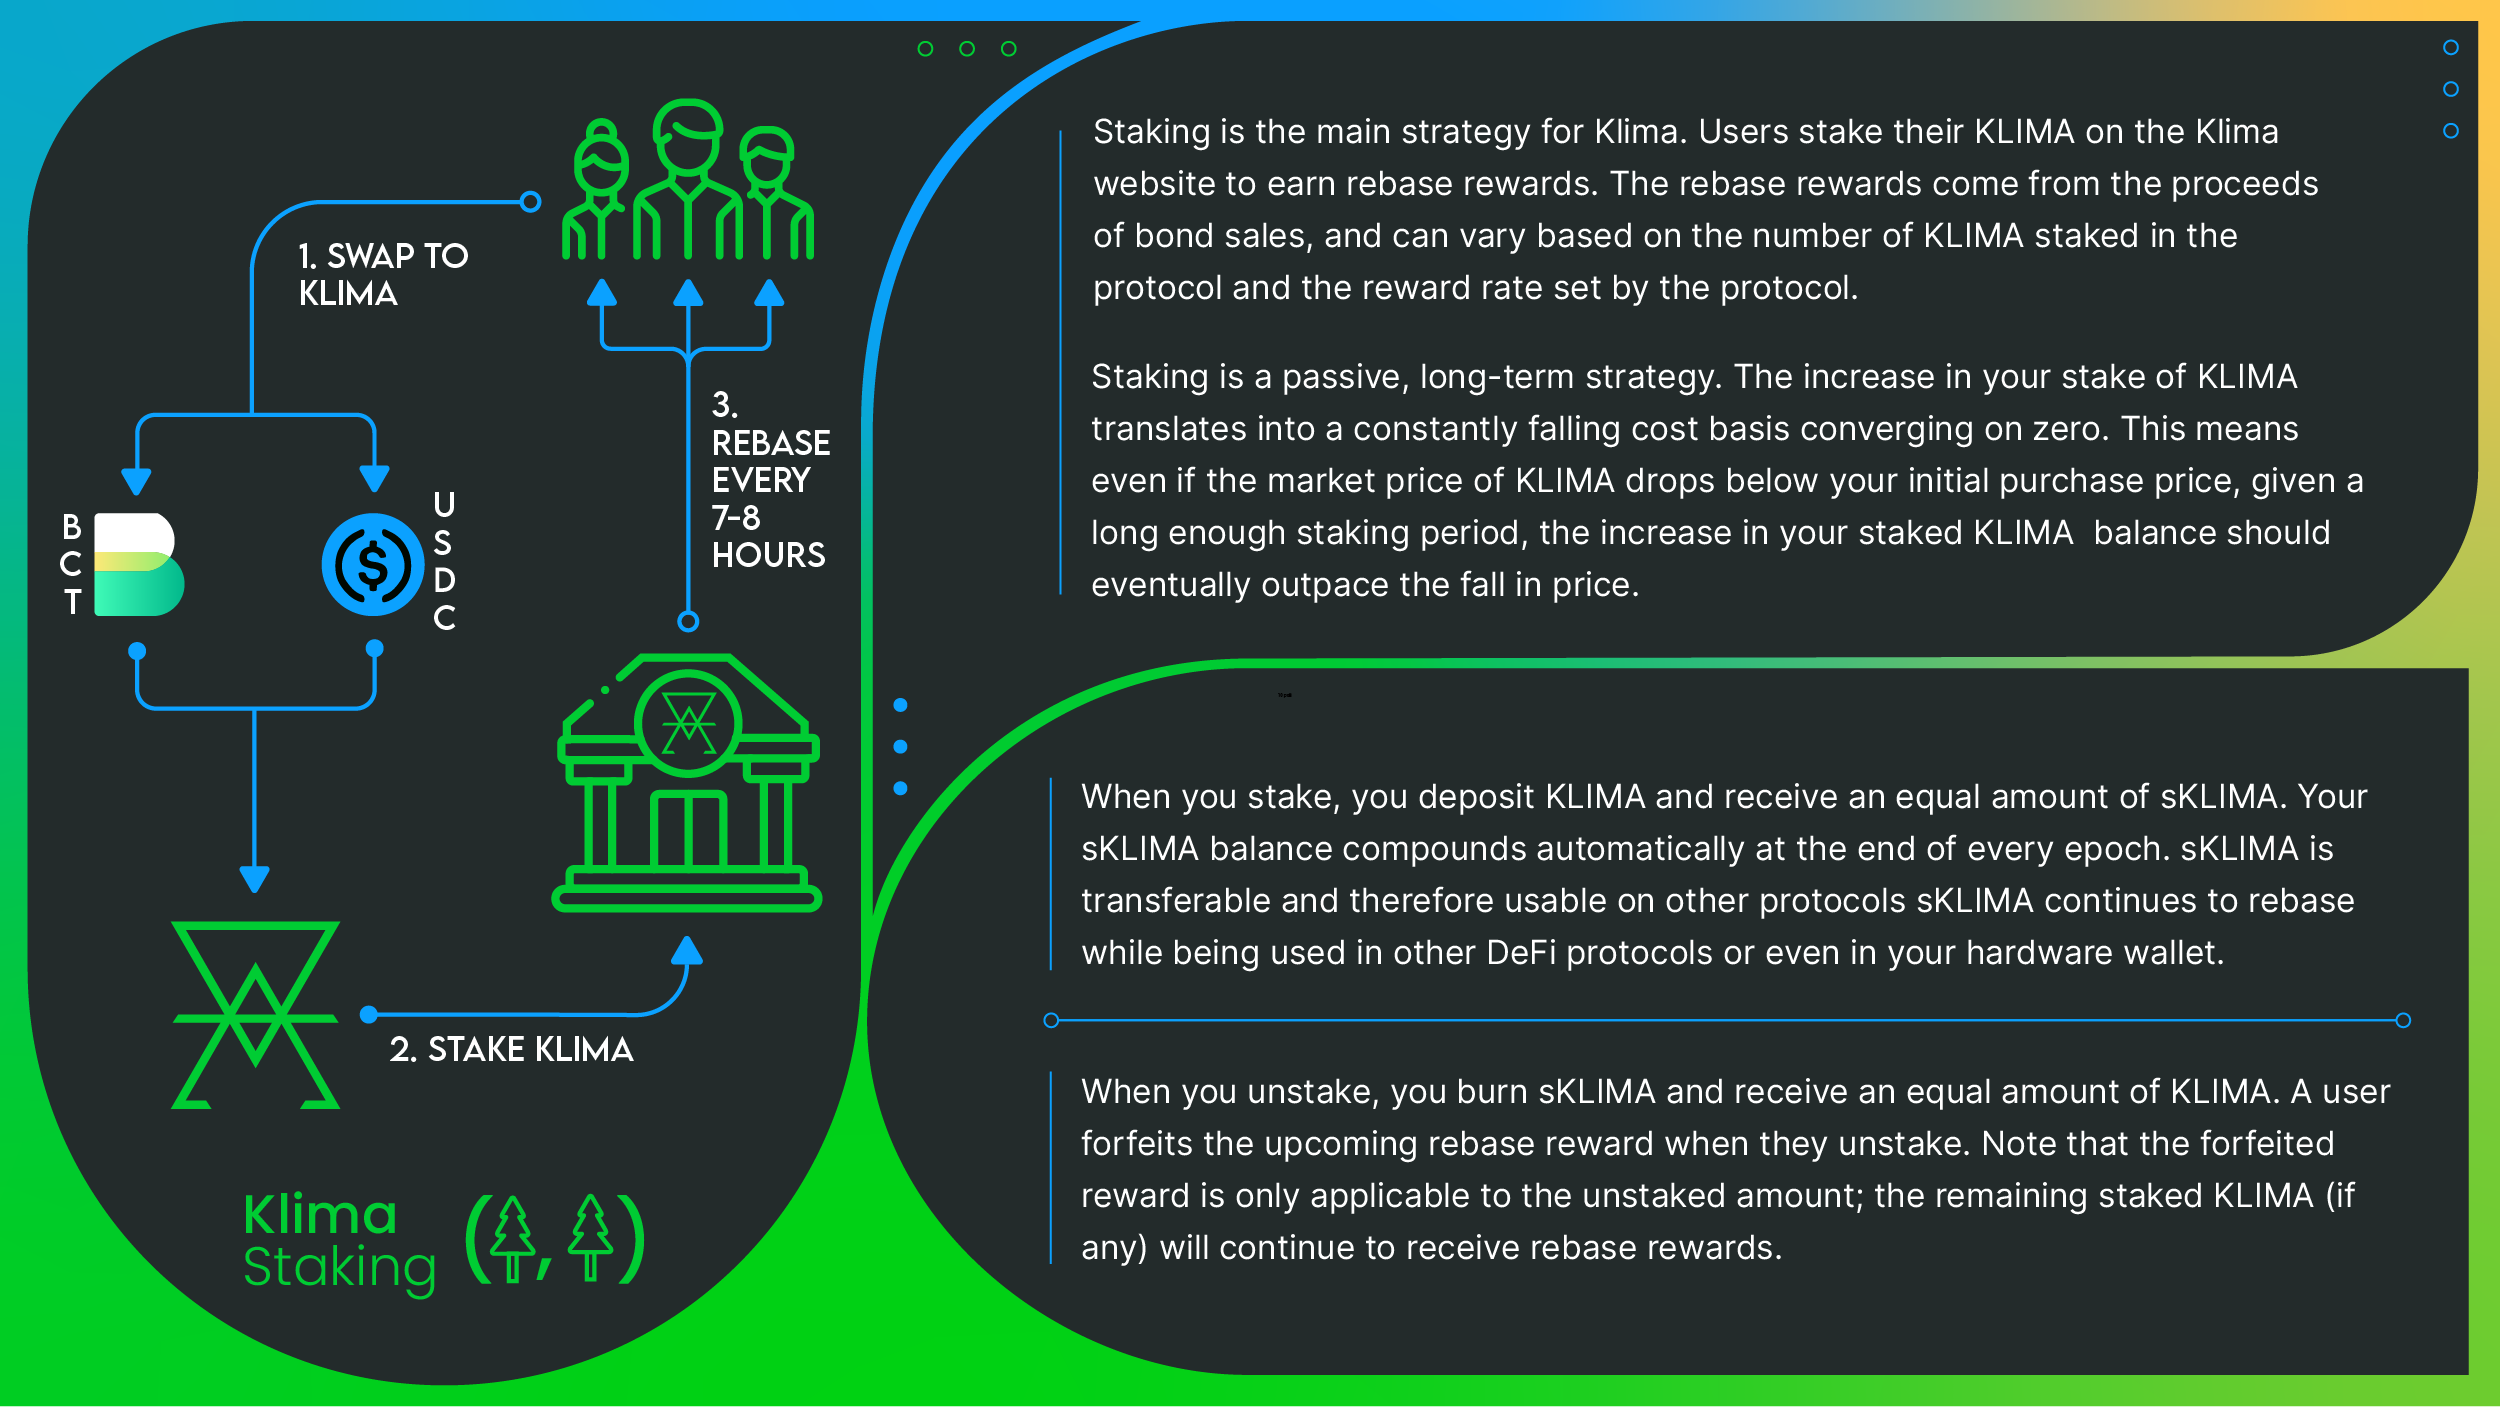 1. SWAP TO
KLIMA
BCT
USDC
3.
REBASE
EVERY
7-8
HOURS
2. STAKE KLIMA
Klima
Staking
( , )
Staking is the main strategy for Klima. Users stake their KLIMA on the Klima
website to earn rebase rewards. The rebase rewards come from the proceeds
of bond sales, and can vary based on the number of KLIMA staked in the
protocol and the reward rate set by the protocol.
Staking is a passive, long-term strategy. The increase in your stake of KLIMA
translates into a constantly falling cost basis converging on zero. This means
even if the market price of KLIMA drops below your initial purchase price, given a
long enough staking period, the increase in your staked KLIMA  balance should
eventually outpace the fall in price.
When you stake, you deposit KLIMA and receive an equal amount of sKLIMA. Your
sKLIMA balance compounds automatically at the end of every epoch. sKLIMA is
transferable and therefore usable on other protocols sKLIMA continues to rebase
while being used in other DeFi protocols or even in your hardware wallet.
When you unstake, you burn sKLIMA and receive an equal amount of KLIMA. A user
forfeits the upcoming rebase reward when they unstake. Note that the forfeited
reward is only applicable to the unstaked amount; the remaining staked KLIMA (if
any) will continue to receive rebase rewards.